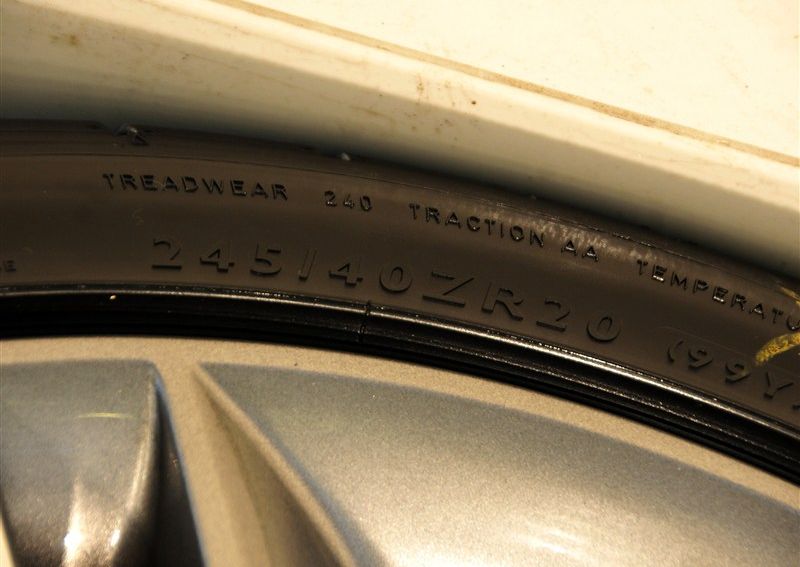 TREADWEAR 240 TRACTION AA TEMPERATU
245/40ZR20 (99Y)